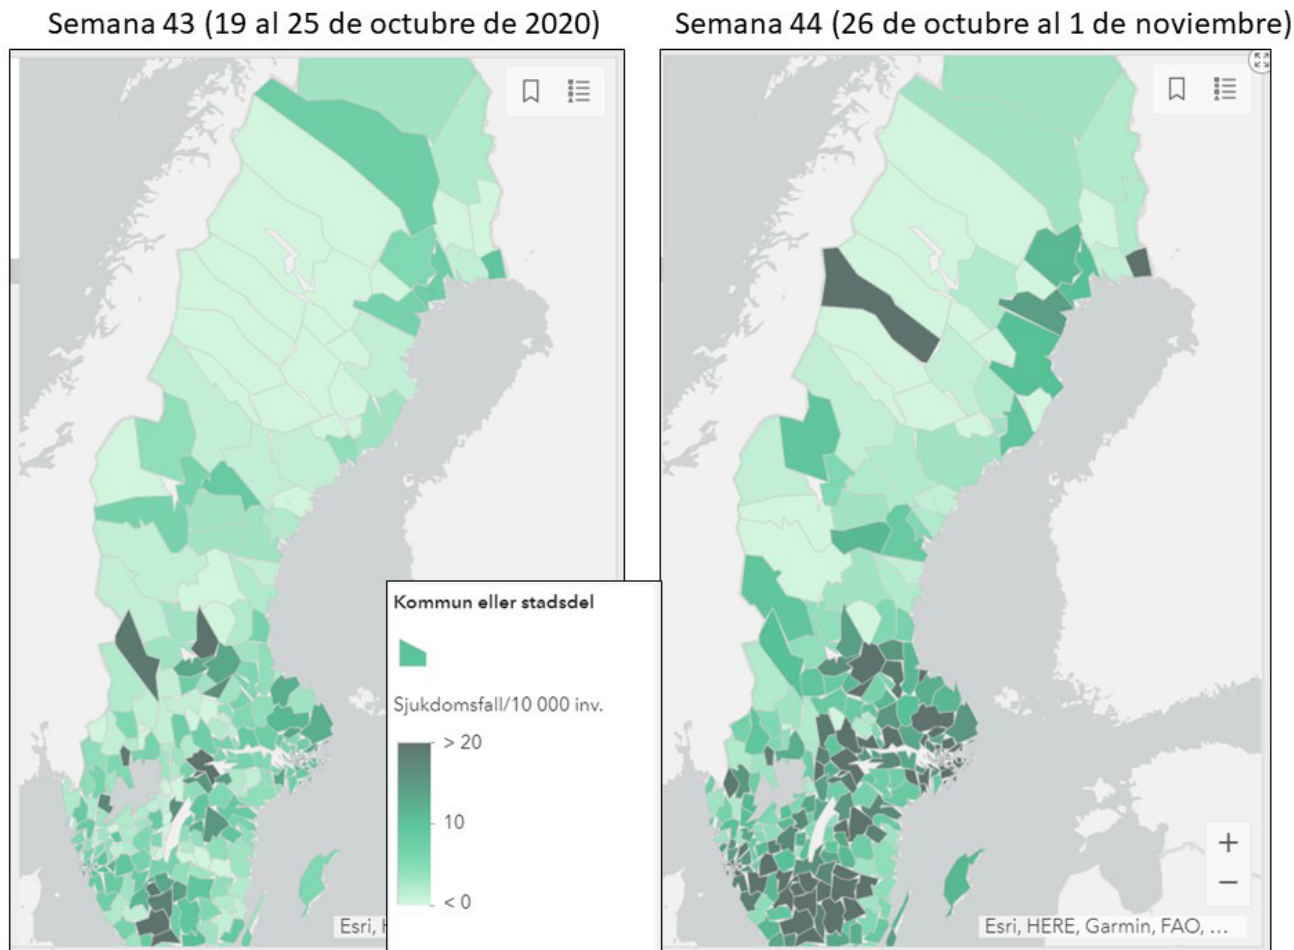 Semana 43 (19 al 25 de octubre de 2020)
Semana 44 (26 de octubre al 1 de noviembre)
Kommun eller stadsdel
Sjukdomsfall/10 000 inv.
> 20
10
< 0
Esri,
+
−
Esri, HERE, Garmin, FAO, ...